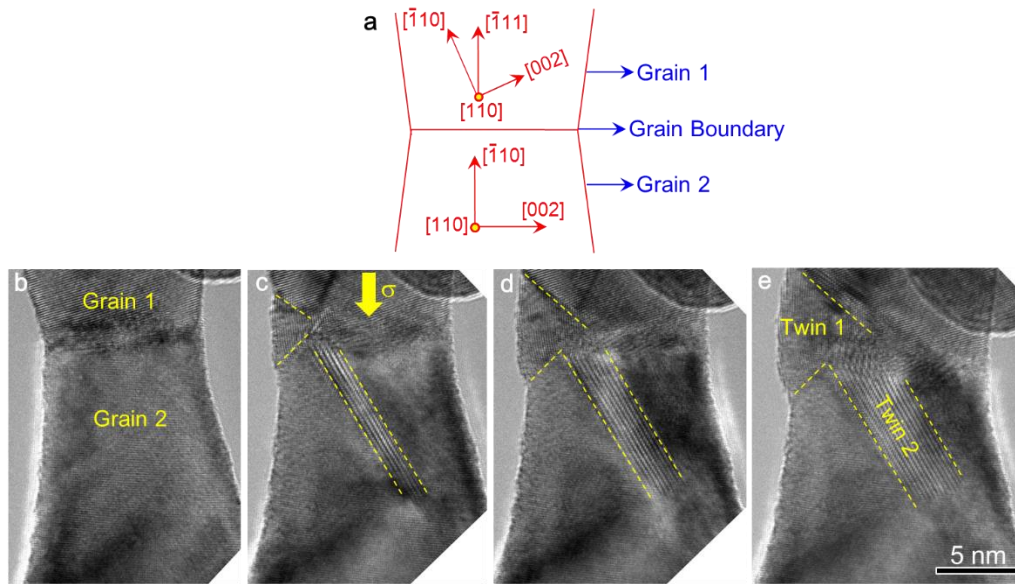 a
[1̄10]
[1̄11]
[002]
[110]
Grain 1
Grain Boundary
[1̄10]
Grain 2
[110]
[002]
b
Grain 1
Grain 2
c
σ
d
e
Twin 1
Twin 2
5 nm